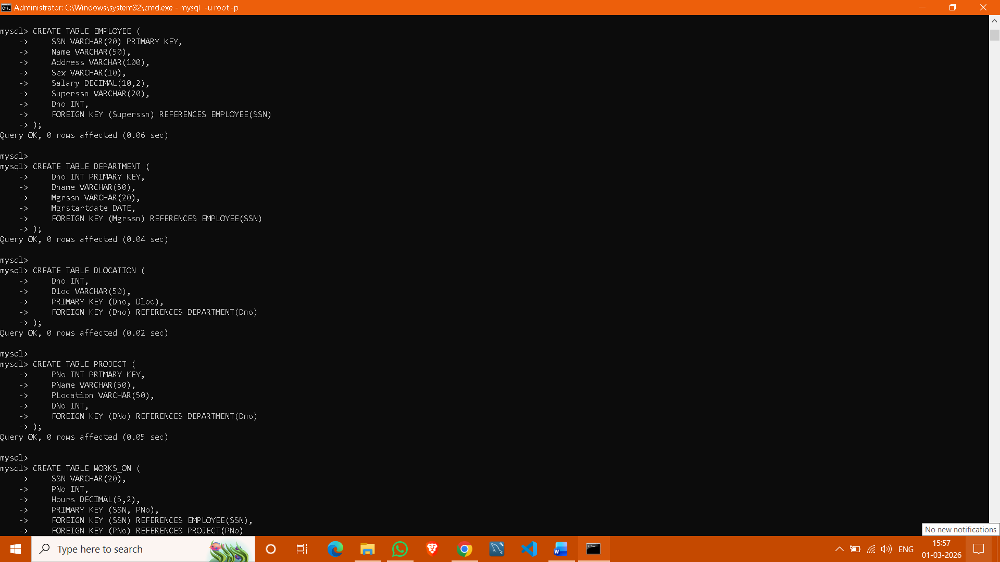 Administrator: C:\Windows\system32\cmd.exe - mysql  -u root -p
mysql> CREATE TABLE EMPLOYEE (
    ->     SSN VARCHAR(20) PRIMARY KEY,
    ->     Name VARCHAR(50),
    ->     Address VARCHAR(100),
    ->     Sex VARCHAR(10),
    ->     Salary DECIMAL(10,2),
    ->     Superssn VARCHAR(20),
    ->     Dno INT,
    ->     FOREIGN KEY (Superssn) REFERENCES EMPLOYEE(SSN)
    -> );
Query OK, 0 rows affected (0.06 sec)
mysql>
mysql> CREATE TABLE DEPARTMENT (
    ->     Dno INT PRIMARY KEY,
    ->     Dname VARCHAR(50),
    ->     Mgrssn VARCHAR(20),
    ->     Mgrstartdate DATE,
    ->     FOREIGN KEY (Mgrssn) REFERENCES EMPLOYEE(SSN)
    -> );
Query OK, 0 rows affected (0.04 sec)
mysql>
mysql> CREATE TABLE DLOCATION (
    ->     Dno INT,
    ->     Dloc VARCHAR(50),
    ->     PRIMARY KEY (Dno, Dloc),
    ->     FOREIGN KEY (Dno) REFERENCES DEPARTMENT(Dno)
    -> );
Query OK, 0 rows affected (0.02 sec)
mysql>
mysql> CREATE TABLE PROJECT (
    ->     PNo INT PRIMARY KEY,
    ->     PName VARCHAR(50),
    ->     PLocation VARCHAR(50),
    ->     DNo INT,
    ->     FOREIGN KEY (DNo) REFERENCES DEPARTMENT(Dno)
    -> );
Query OK, 0 rows affected (0.05 sec)
mysql>
mysql> CREATE TABLE WORKS_ON (
    ->     SSN VARCHAR(20),
    ->     PNo INT,
    ->     Hours DECIMAL(5,2),
    ->     PRIMARY KEY (SSN, PNo),
    ->     FOREIGN KEY (SSN) REFERENCES EMPLOYEE(SSN),
    ->     FOREIGN KEY (PNo) REFERENCES PROJECT(PNo)
No new notifications
Type here to search
ENG
15:57
01-03-2026